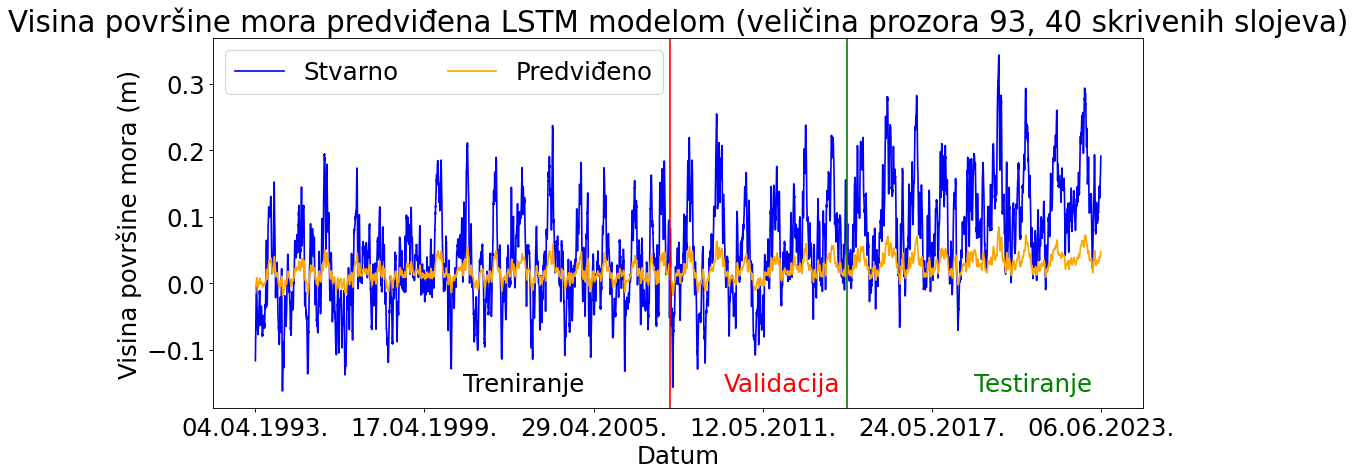 Visina površine mora predviđena LSTM modelom (veličina prozora 93, 40 skrivenih slojeva)
Stvarno Predviđeno
Visina površine mora (m)
0.3
0.2
0.1
0.0
−0.1
Treniranje Validacija Testiranje
04.04.1993. 17.04.1999. 29.04.2005. 12.05.2011. 24.05.2017. 06.06.2023.
Datum